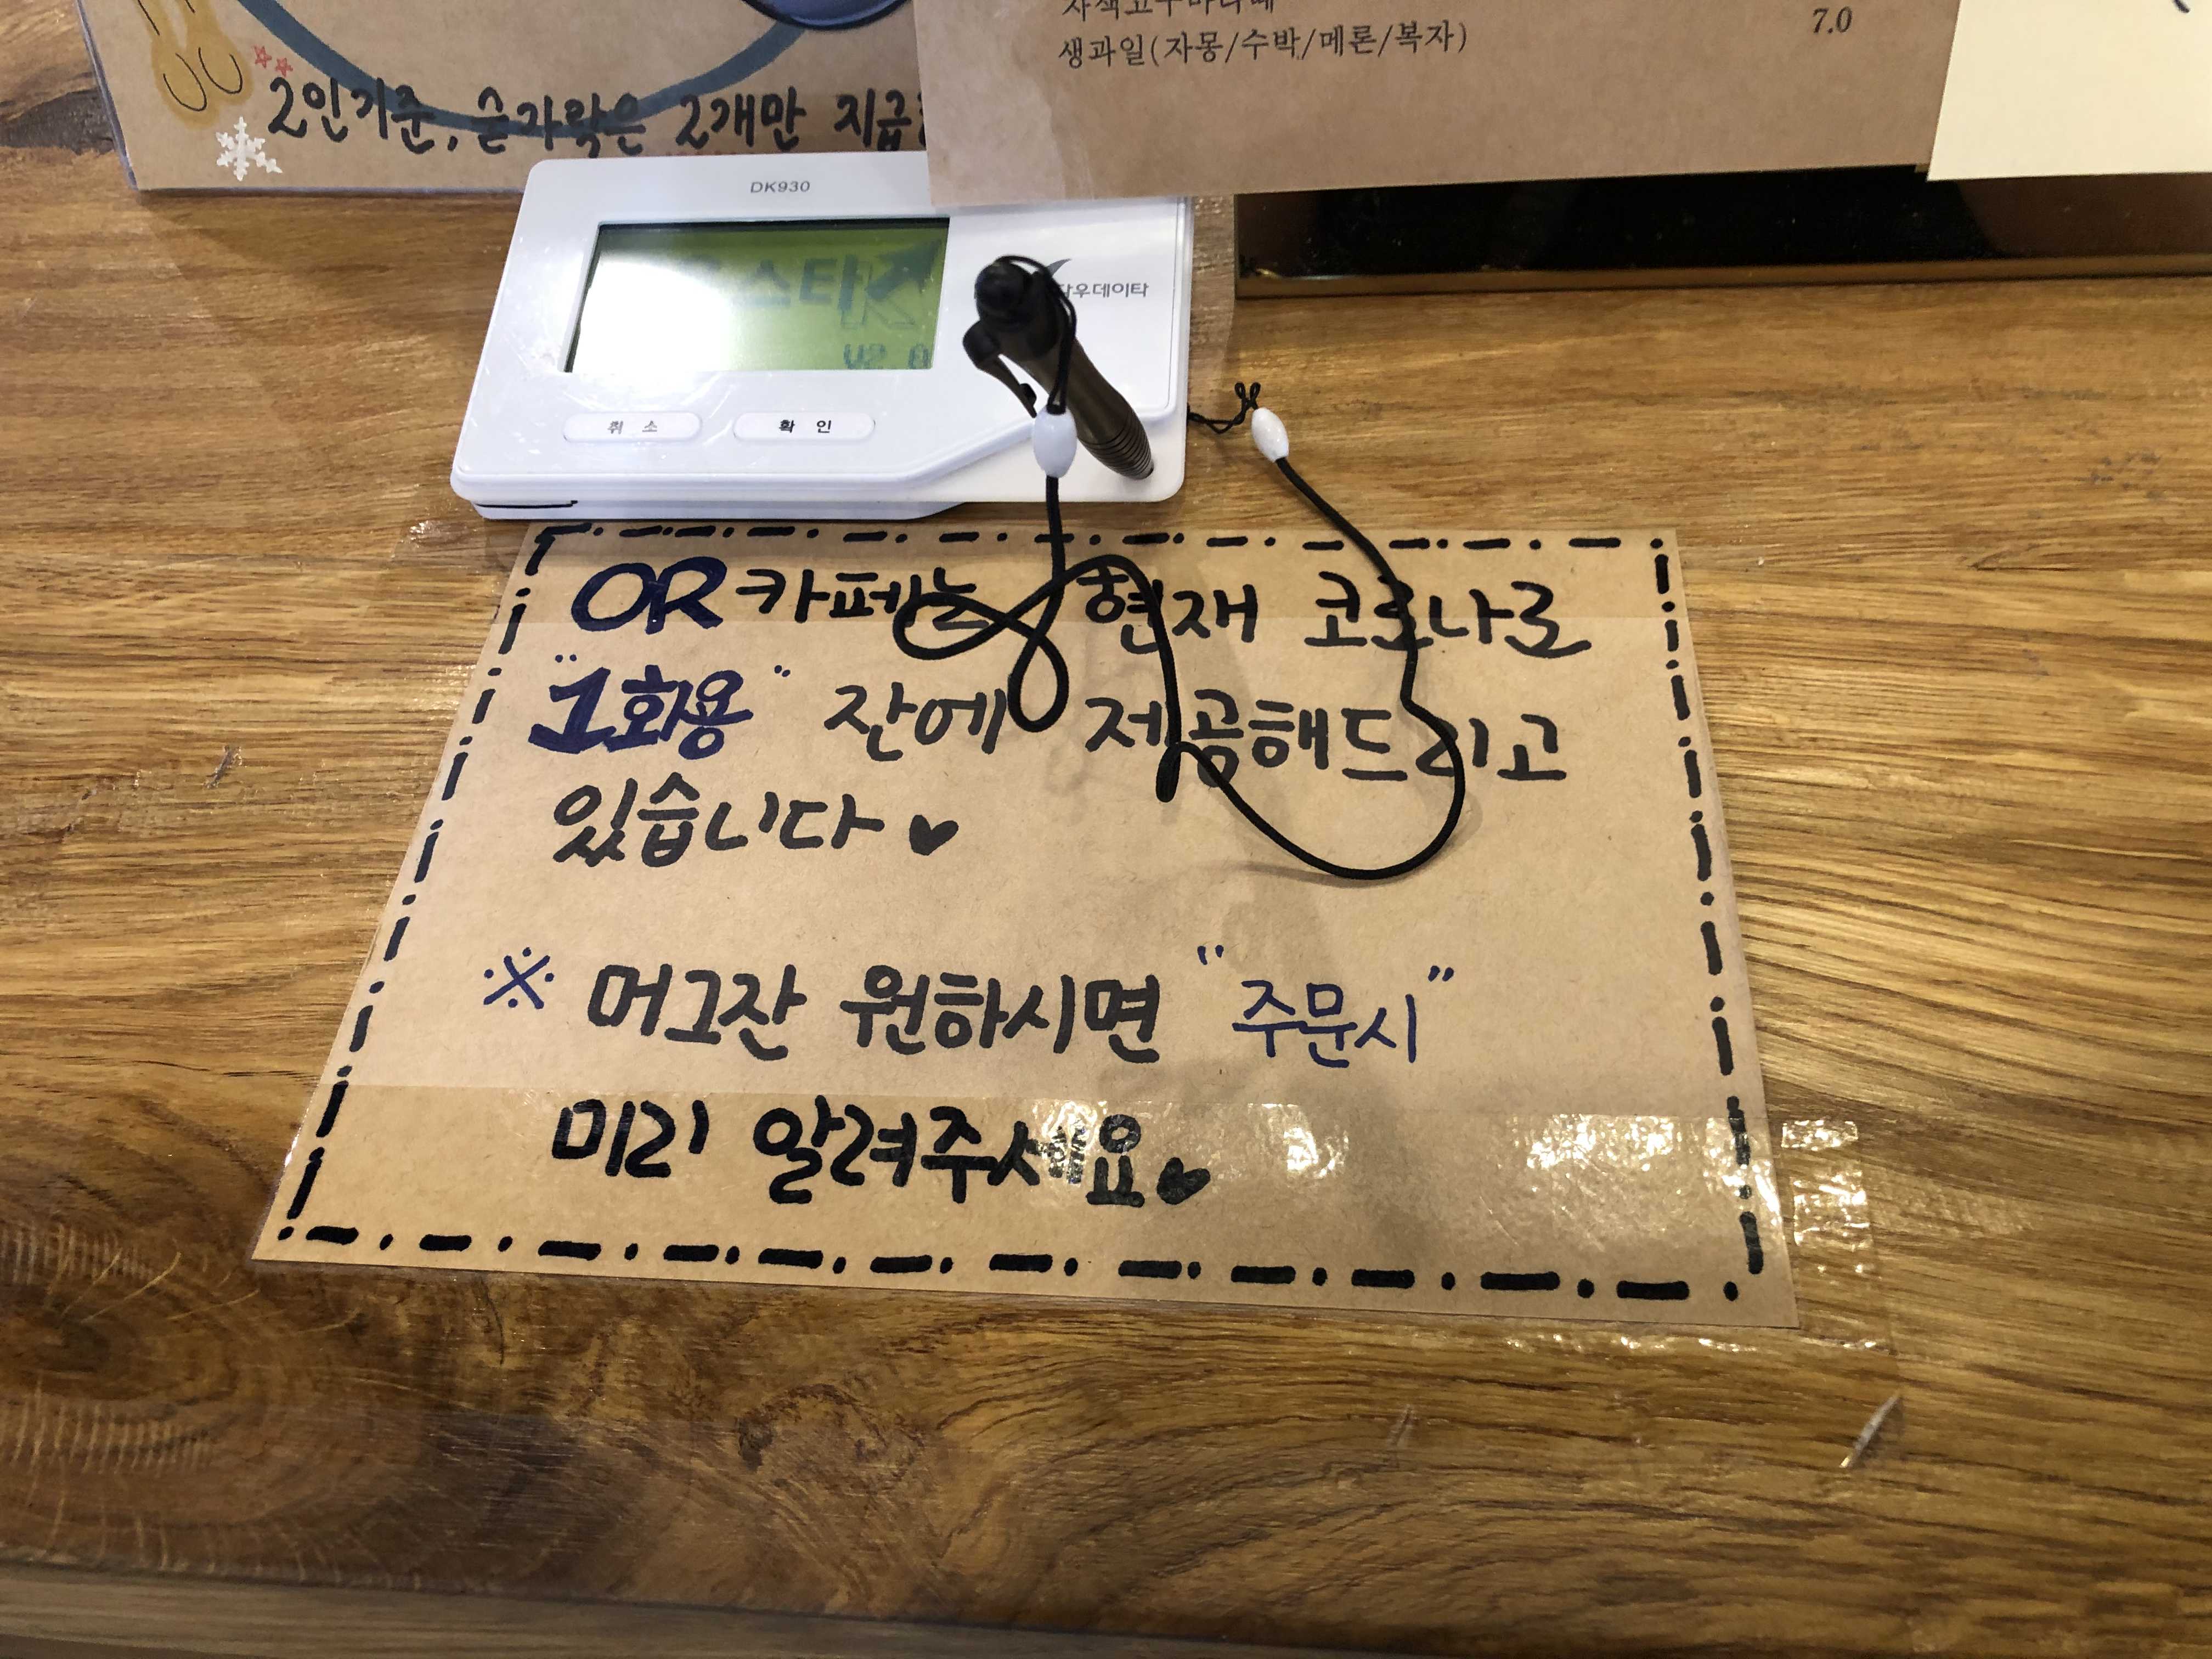 생과일(자몽/수박/메론/복자)
7.0
2인기준, 숟가락은 2개만 지급
DK930
스타
다우데이타
취 소
확 인
OR카페는 현재 코로나로
"1회용" 잔에 제공해드리고
있습니다♥
※ 머그잔 원하시면 "주문시"
미리 알려주세요♥